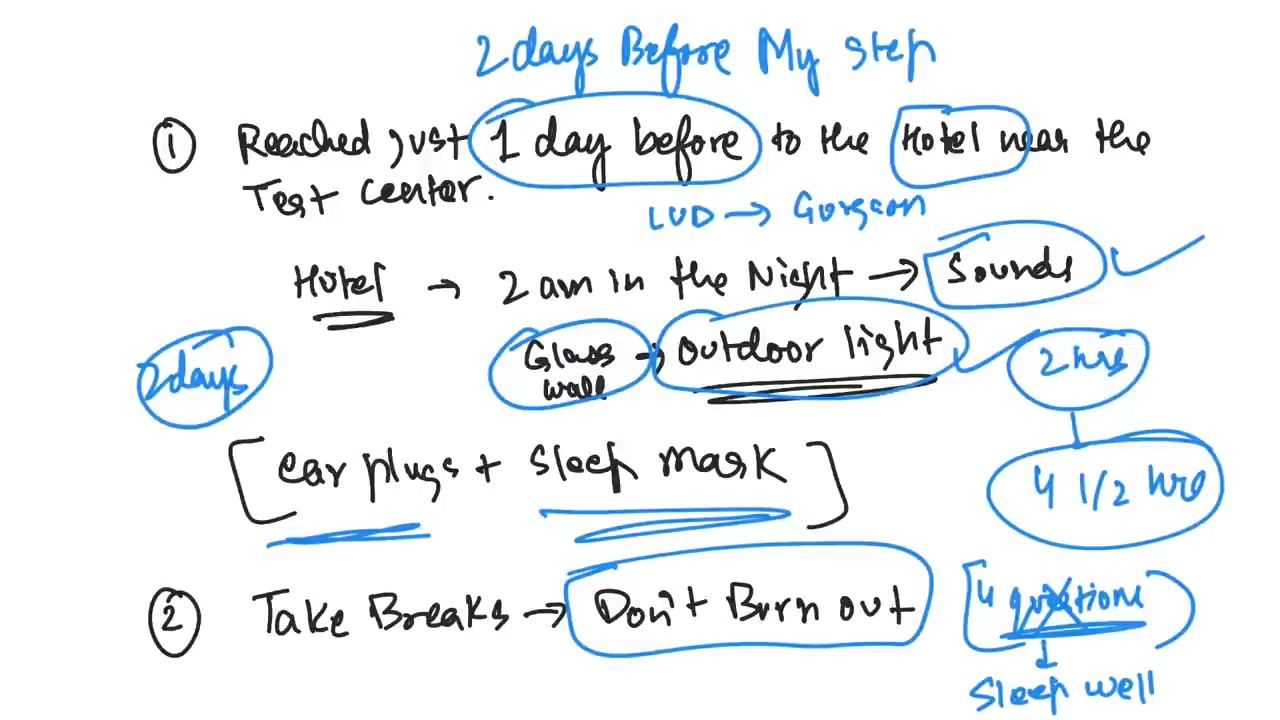 2 days Before My step
① Reached just 1 day before to the Hotel near the
Test center.
LUD → Gurgaon
Hotel → 2 am in the Night → Sounds
Glass wall → outdoor light
2 hrs
2 days
[ear plugs + sleep mask]
4 1/2 hrs
② Take Breaks → Don't Burn out
[4 questions]
Sleep well